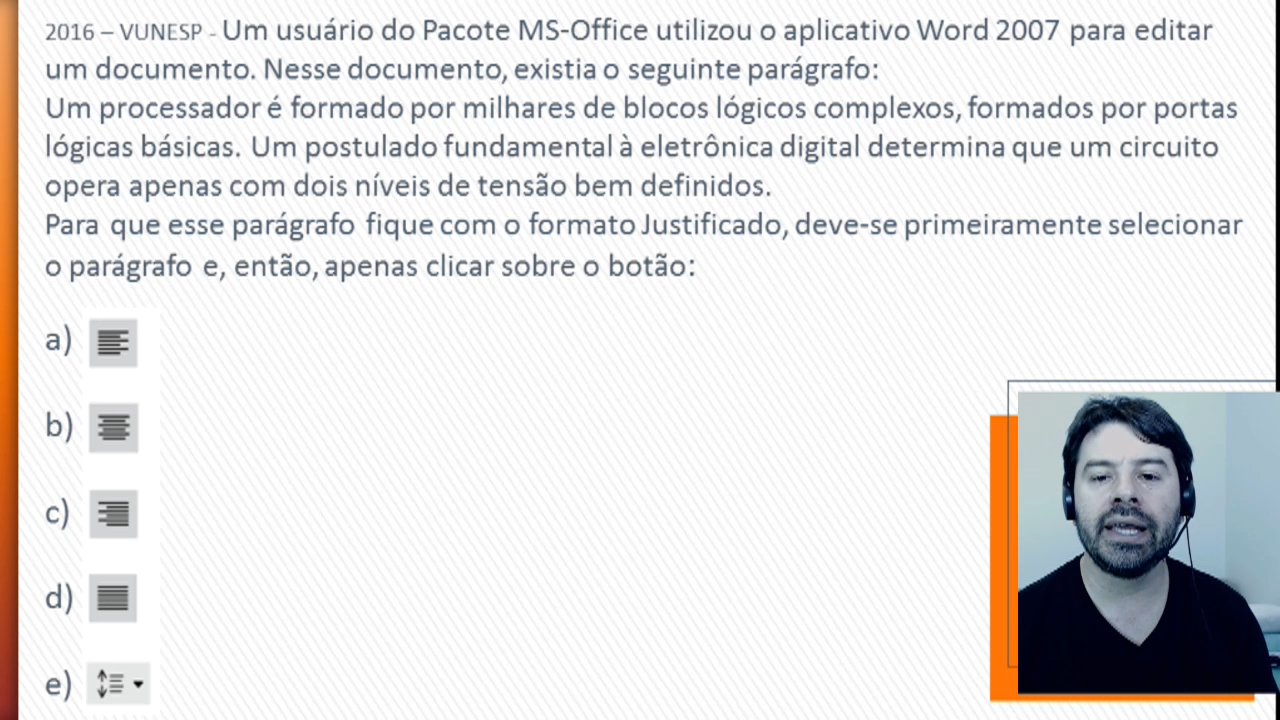 2016 – VUNESP - Um usuário do Pacote MS-Office utilizou o aplicativo Word 2007 para editar
um documento. Nesse documento, existia o seguinte parágrafo:
Um processador é formado por milhares de blocos lógicos complexos, formados por portas
lógicas básicas. Um postulado fundamental à eletrônica digital determina que um circuito
opera apenas com dois níveis de tensão bem definidos.
Para que esse parágrafo fique com o formato Justificado, deve-se primeiramente selecionar
o parágrafo e, então, apenas clicar sobre o botão:
a)
b)
c)
d)
e)